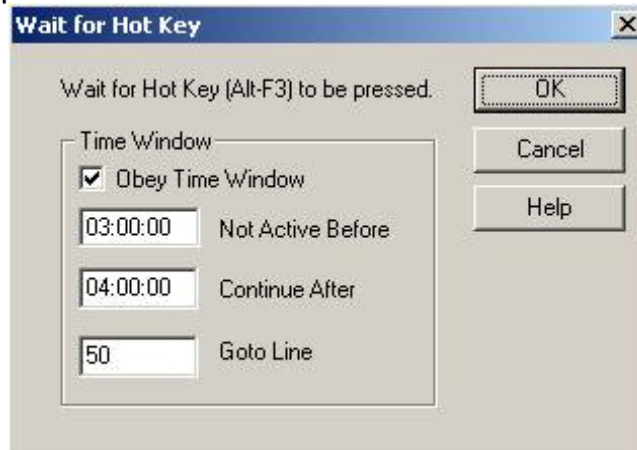 Wait for Hot Key
Wait for Hot Key (Alt-F3) to be pressed.
OK
Time Window
Cancel
Obey Time Window
Help
03:00:00 Not Active Before
04:00:00 Continue After
50 Goto Line